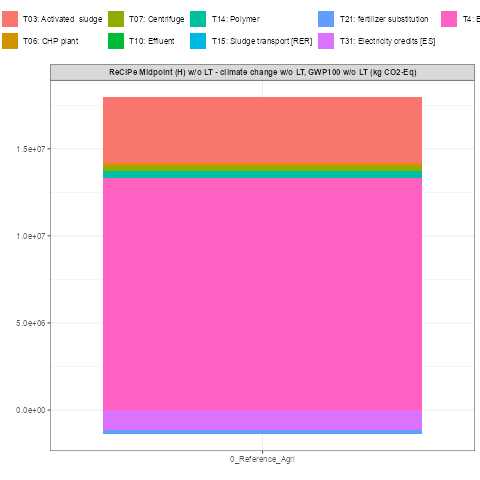 T03: Activated  sludge T07: Centrifuge T14: Polymer T21: fertilizer substitution T4: E
T06: CHP plant T10: Effluent T15: Sludge transport [RER] T31: Electricity credits [ES]
ReCiPe Midpoint (H) w/o LT - climate change w/o LT, GWP100 w/o LT (kg CO2-Eq)
1.5e+07
1.0e+07
5.0e+06
0.0e+00
0_Reference_Agri